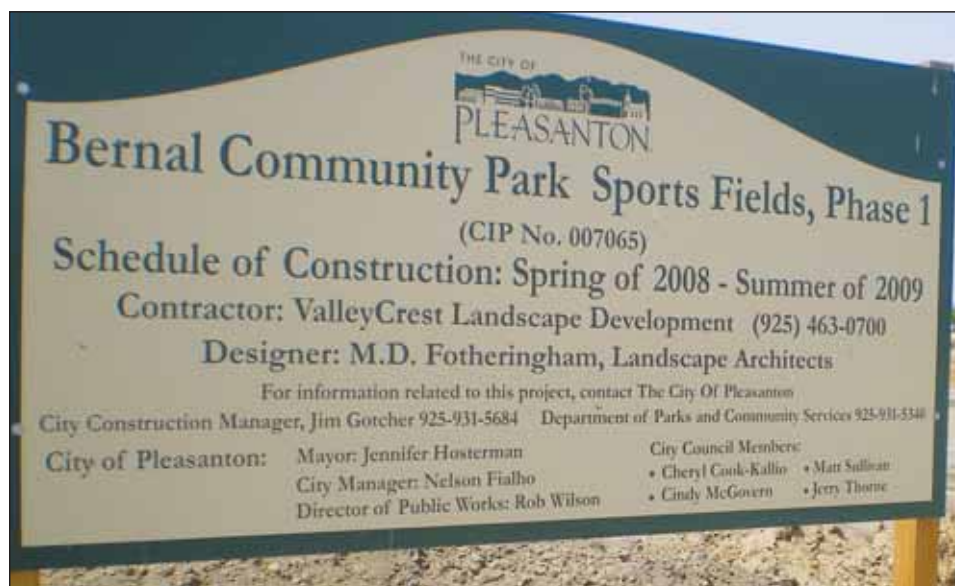 THE CITY OF
PLEASANTON
Bernal Community Park Sports Fields, Phase 1
(CIP No. 007065)
Schedule of Construction: Spring of 2008 - Summer of 2009
Contractor: ValleyCrest Landscape Development (925) 463-0700
Designer: M.D. Fotheringham, Landscape Architects
For information related to this project, contact The City Of Pleasanton
City Construction Manager, Jim Gotcher 925-931-5684 Department of Parks and Community Services 925-931-5340
City of Pleasanton:
Mayor: Jennifer Hosterman
City Manager: Nelson Fialho
Director of Public Works: Rob Wilson
City Council Members:
• Cheryl Cook-Kallio • Matt Sullivan
• Cindy McGovern • Jerry Thorne